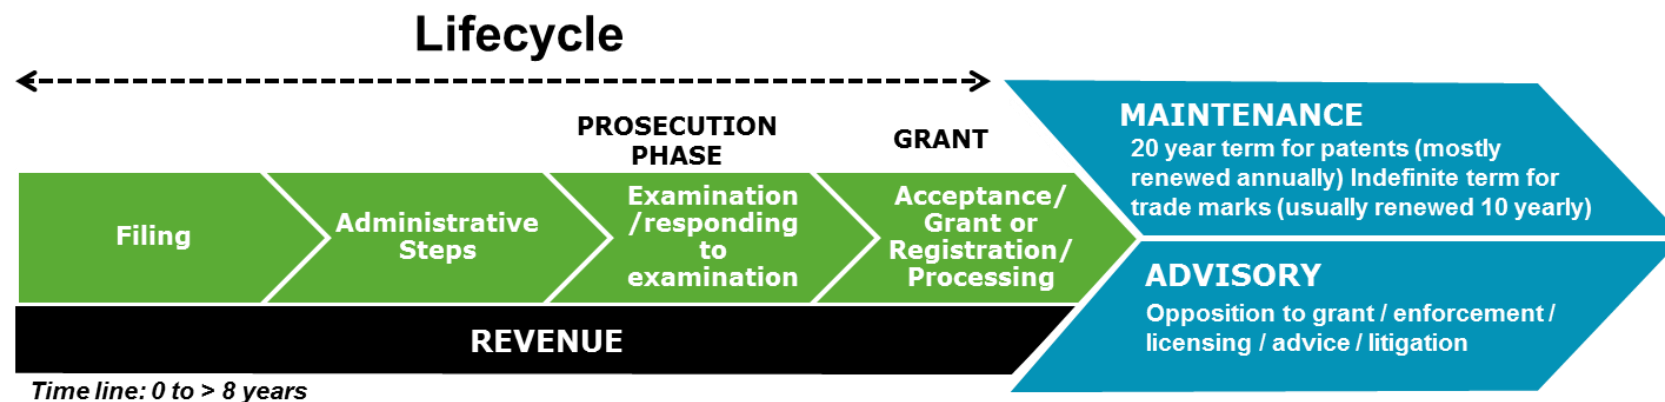 Lifecycle
PROSECUTION
PHASE
GRANT
Filing
Administrative
Steps
Examination
/responding
to
examination
Acceptance/
Grant or
Registration/
Processing
REVENUE
Time line: 0 to > 8 years
MAINTENANCE
20 year term for patents (mostly
renewed annually) Indefinite term for
trade marks (usually renewed 10 yearly)
ADVISORY
Opposition to grant / enforcement /
licensing / advice / litigation